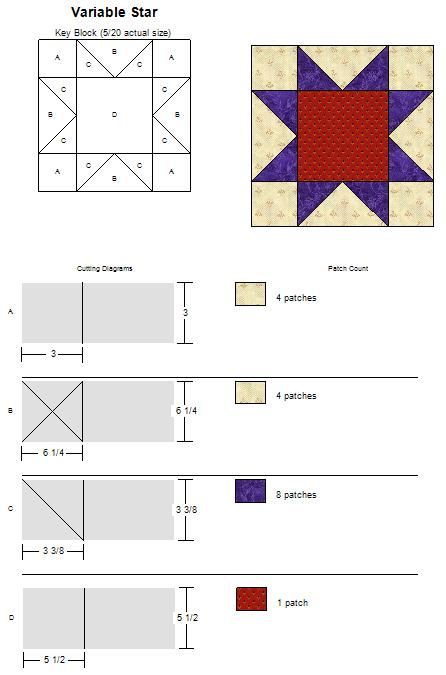 Variable Star
Key Block (5/20 actual size)
A B A
C C
C C
B D B
C C
C C
A B A
Cutting Diagrams Patch Count
A 3 4 patches
3
B 6 1/4 4 patches
6 1/4
C 3 3/8 8 patches
3 3/8
D 5 1/2 1 patch
5 1/2